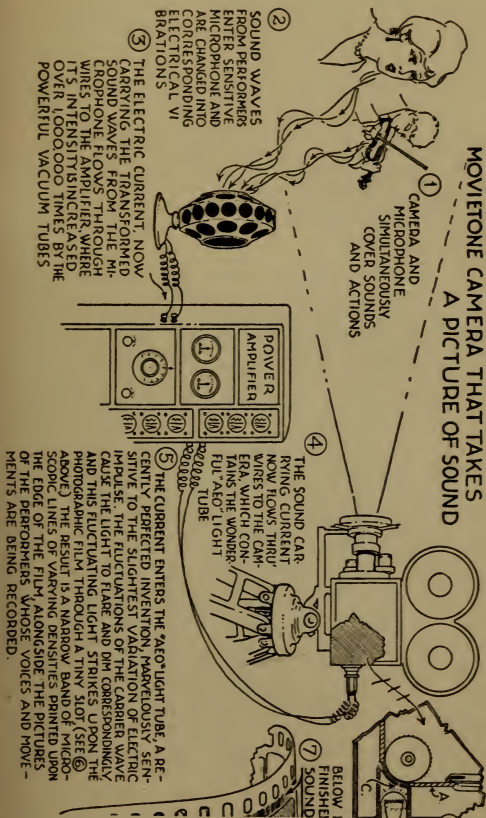 MOVIETONE CAMERA THAT TAKES
A PICTURE OF SOUND
① CAMERA AND
MICROPHONE
SIMULTANEOUSLY
COVER SOUNDS
AND ACTIONS
②
SOUND WAVES
FROM PERFORMERS
ENTER SENSITIVE
MICROPHONE AND
ARE CHANGED INTO
CORRESPONDING
ELECTRICAL VI
BRATIONS
③ THE ELECTRIC CURRENT, NOW
CARRYING THE TRANSFORMED
SOUND WAVES FROM THE MI-
CROPHONE FLOWS THROUGH
WIRES TO THE AMPLIFIER, WHERE
ITS INTENSITY IS INCREASED
OVER 1,000,000 TIMES BY THE
POWERFUL VACUUM TUBES
POWER
AMPLIFIER
④
THE SOUND CAR-
RYING CURRENT
NOW FLOWS THRU'
WIRES TO THE CAM-
ERA, WHICH CON-
TAINS THE WONDER-
FUL "AEO" LIGHT
TUBE
⑤ THE CURRENT ENTERS THE "AEO" LIGHT TUBE, A RE-
CENTLY PERFECTED INVENTION, MARVELOUSLY SEN-
SITIVE TO THE SLIGHTEST VARIATION OF ELECTRIC
IMPULSE. THE FLUCTUATIONS OF THE CARRIER WAVE
CAUSE THE LIGHT TO FLARE AND DIM CORRESPONDINGLY,
AND THIS FLUCTUATING LIGHT STRIKES UPON THE
PHOTOGRAPHIC FILM THROUGH A TINY SLOT (SEE ⑥
ABOVE.) THE RESULT IS A NARROW BAND OF MICRO-
SCOPIC LINES OF VARYING DENSITIES PRINTED UPON
THE EDGE OF THE FILM, ALONGSIDE THE PICTURES
OF THE PERFORMERS WHOSE VOICES AND MOVE-
MENTS ARE BEING RECORDED.
A.
C.
⑦
BELOW
FINISHED
SOUND